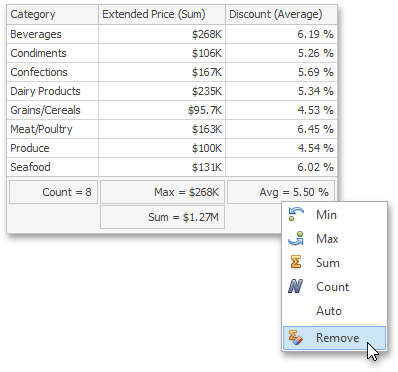 Category Extended Price (Sum) Discount (Average)
Beverages $268K 6.19 %
Condiments $106K 5.26 %
Confections $167K 5.69 %
Dairy Products $235K 5.34 %
Grains/Cereals $95.7K 4.53 %
Meat/Poultry $163K 6.45 %
Produce $100K 4.54 %
Seafood $131K 6.02 %
Count = 8 Max = $268K Avg = 5.50 %
Sum = $1.27M
Min
Max
Sum
Count
Auto
Remove